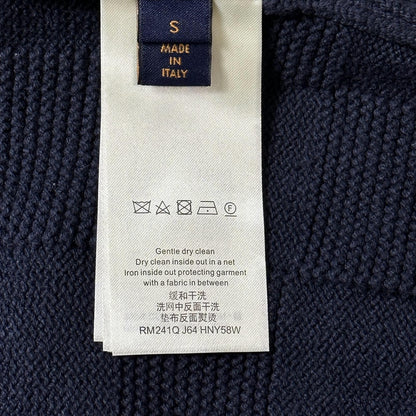 S
MADE
IN
ITALY
Gentle dry clean
Dry clean inside out in a net
Iron inside out protecting garment
with a fabric in between
缓和干洗
洗网中反面干洗
垫布反面熨烫
RM241Q J64 HNY58W